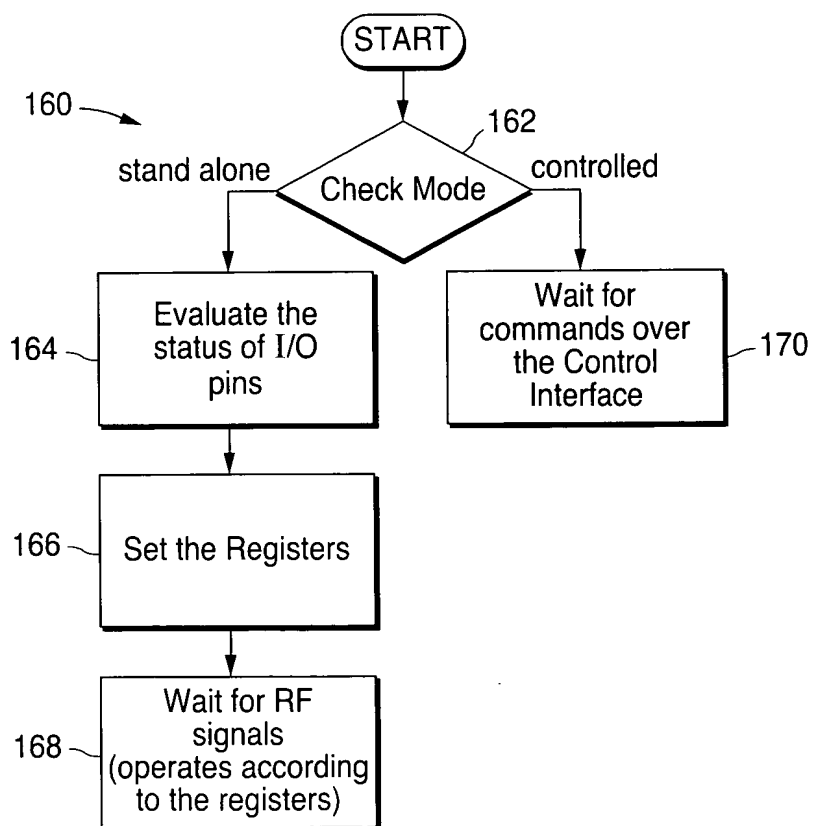 START
160
162
stand alone
controlled
Check Mode
164
Evaluate the
status of I/O
pins
Wait for
commands over
the Control
Interface
170
166
Set the Registers
168
Wait for RF
signals
(operates according
to the registers)